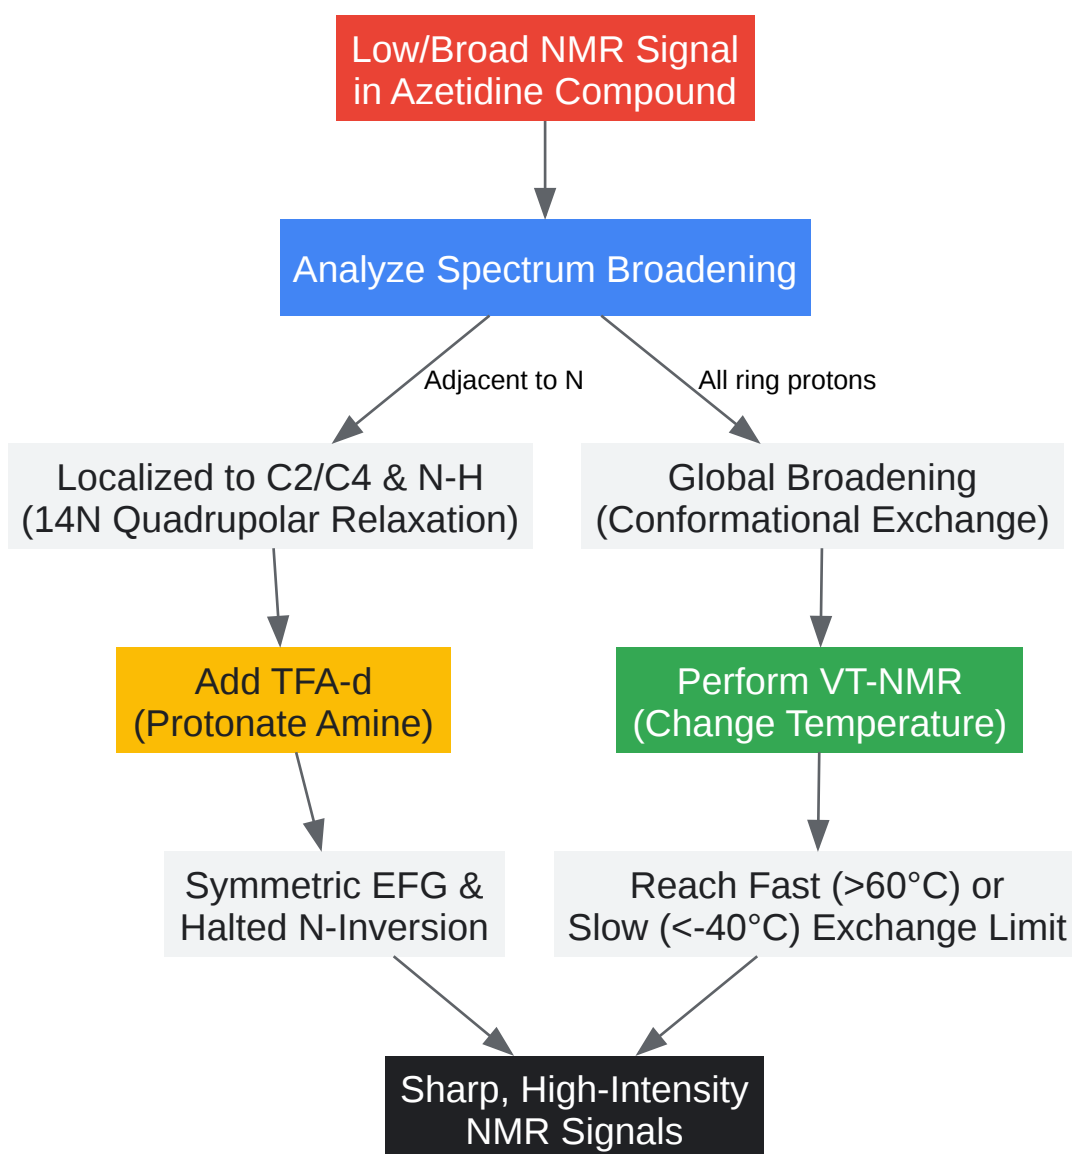 Low/Broad NMR Signal
in Azetidine Compound
Analyze Spectrum Broadening
Adjacent to N
All ring protons
Localized to C2/C4 & N-H
(14N Quadrupolar Relaxation)
Global Broadening
(Conformational Exchange)
Add TFA-d
(Protonate Amine)
Perform VT-NMR
(Change Temperature)
Symmetric EFG &
Halted N-Inversion
Reach Fast (>60°C) or
Slow (<-40°C) Exchange Limit
Sharp, High-Intensity
NMR Signals